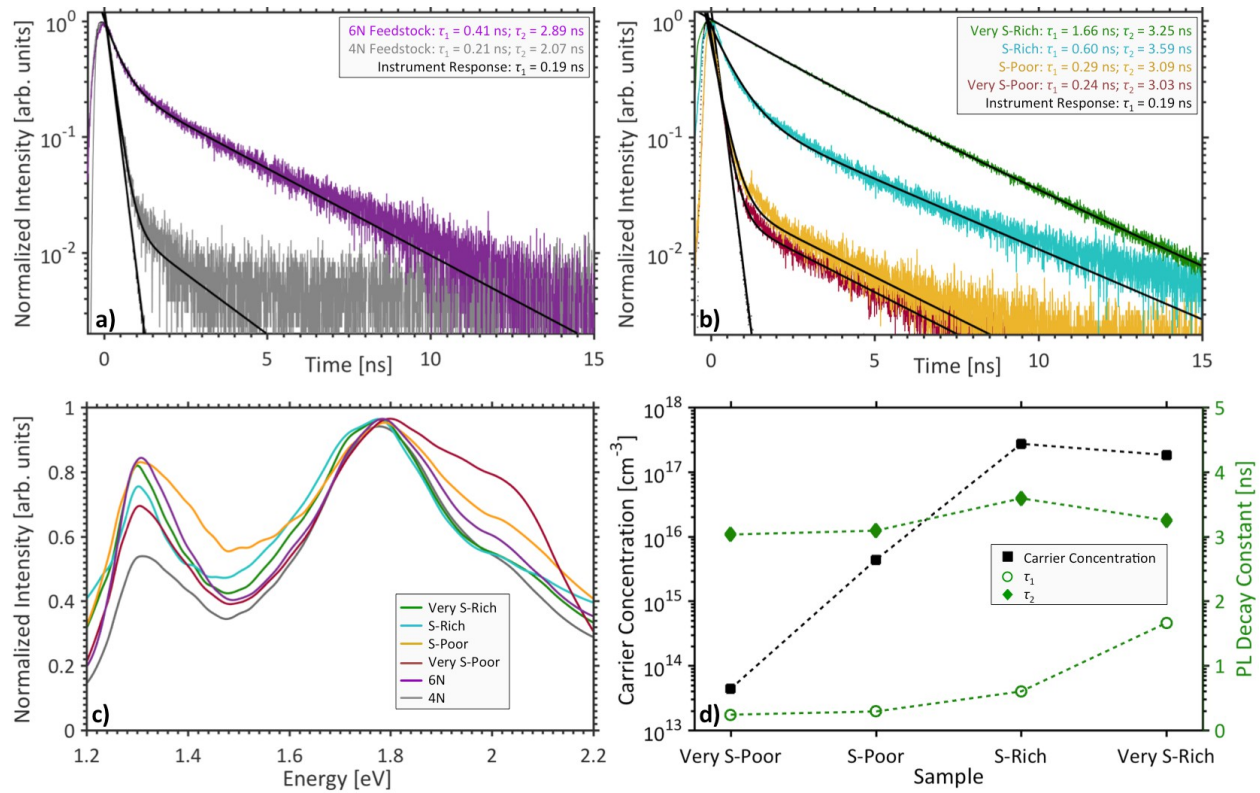 6N Feedstock: τ1 = 0.41 ns; τ2 = 2.89 ns
4N Feedstock: τ1 = 0.21 ns; τ2 = 2.07 ns
Instrument Response: τ1 = 0.19 ns
10^0
10^-1
10^-2
Normalized Intensity [arb. units]
a)
0 5 10 15
Time [ns]
Very S-Rich: τ1 = 1.66 ns; τ2 = 3.25 ns
S-Rich: τ1 = 0.60 ns; τ2 = 3.59 ns
S-Poor: τ1 = 0.29 ns; τ2 = 3.09 ns
Very S-Poor: τ1 = 0.24 ns; τ2 = 3.03 ns
Instrument Response: τ1 = 0.19 ns
10^0
10^-1
10^-2
Normalized Intensity [arb. units]
b)
0 5 10 15
Time [ns]
1
0.8
0.6
0.4
0.2
0
Normalized Intensity [arb. units]
Very S-Rich
S-Rich
S-Poor
Very S-Poor
6N
4N
c)
1.2 1.4 1.6 1.8 2 2.2
Energy [eV]
10^18
10^17
10^16
10^15
10^14
10^13
Carrier Concentration [cm^-3]
Carrier Concentration
τ1
τ2
5
4
3
2
1
0
PL Decay Constant [ns]
d)
Very S-Poor S-Poor S-Rich Very S-Rich
Sample